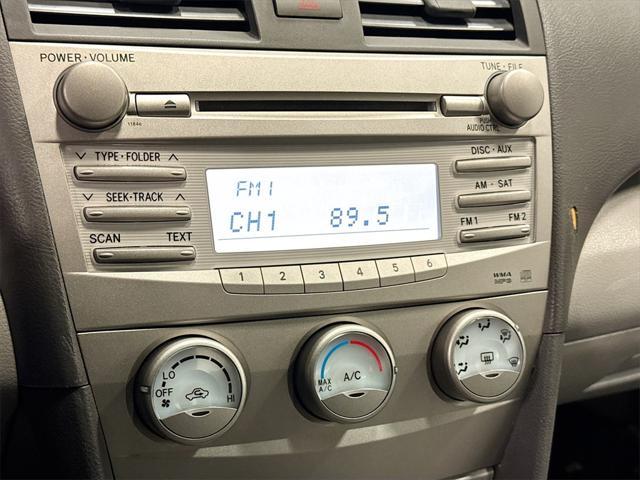 POWER·VOLUME
TUNE·FILE
11846
PUSH
AUDIO CTRL
TYPE·FOLDER
DISC·AUX
SEEK·TRACK
AM·SAT
SCAN TEXT
FM1 FM2
FM1
CH1 89.5
1 2 3 4 5 6
WMA
MP3
LO
OFF
HI
MAX
A/C
A/C